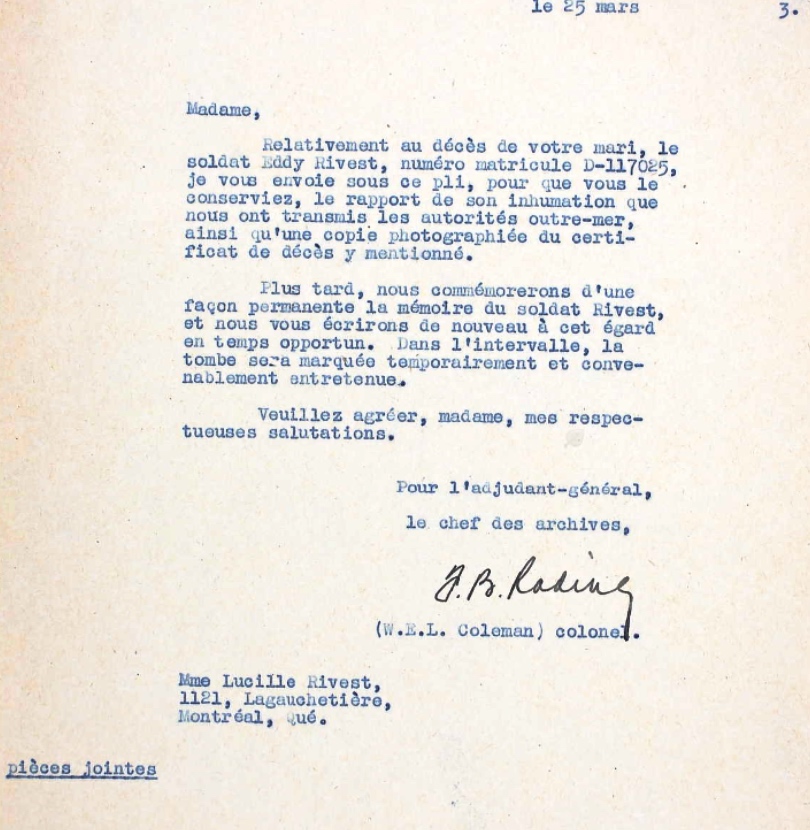 le 25 mars 3.
Madame,
Relativement au décès de votre mari, le
soldat Eddy Rivest, numéro matricule D-117025,
je vous envoie sous ce pli, pour que vous le
conserviez, le rapport de son inhumation que
nous ont transmis les autorités outre-mer,
ainsi qu'une copie photographiée du certi-
ficat de décès y mentionné.
Plus tard, nous commémorerons d'une
façon permanente la mémoire du soldat Rivest,
et nous vous écrirons de nouveau à cet égard
en temps opportun. Dans l'intervalle, la
tombe sera marquée temporairement et conve-
nablement entretenue.
Veuillez agréer, madame, mes respec-
tueuses salutations.
Pour l'adjudant-général,
le chef des archives,
(W.E.L. Coleman) colonel.
Mme Lucille Rivest,
1121, Lagauchetière,
Montréal, Qué.
pièces jointes